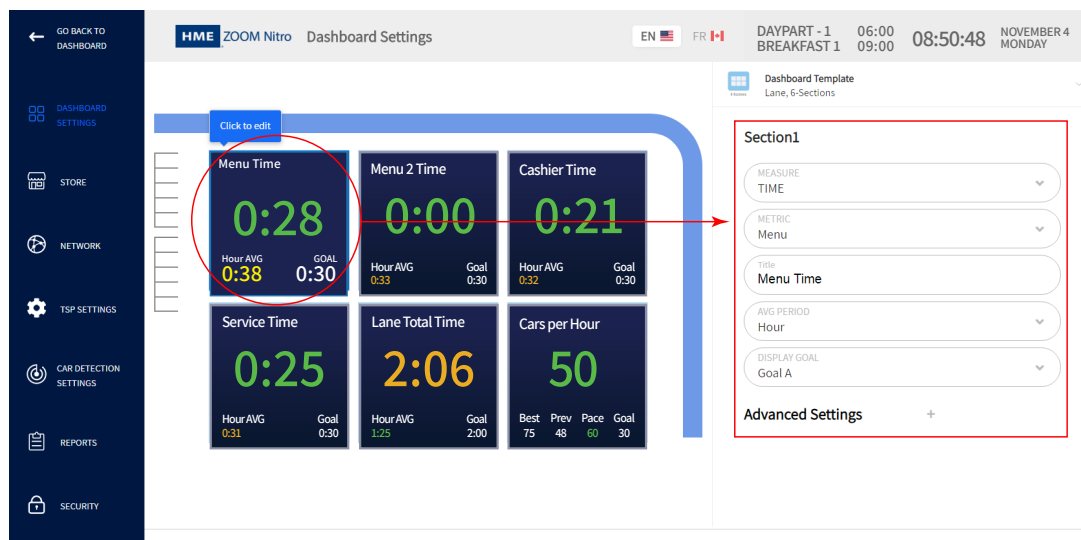 GO BACK TO
DASHBOARD
HME ZOOM Nitro Dashboard Settings
EN FR
DAYPART - 1 06:00
BREAKFAST 1 09:00
08:50:48
NOVEMBER 4
MONDAY
DASHBOARD
SETTINGS
STORE
NETWORK
TSP SETTINGS
CAR DETECTION
SETTINGS
REPORTS
SECURITY
Click to edit
Menu Time
0:28
Hour AVG GOAL
0:38 0:30
Menu 2 Time
0:00
Hour AVG Goal
0:33 0:30
Cashier Time
0:21
Hour AVG Goal
0:32 0:30
Service Time
0:25
Hour AVG Goal
0:31 0:30
Lane Total Time
2:06
Hour AVG Goal
1:25 2:00
Cars per Hour
50
Best Prev Pace Goal
75 48 60 30
Dashboard Template
Lane, 6-Sections
Section1
MEASURE
TIME
METRIC
Menu
Title
Menu Time
AVG PERIOD
Hour
DISPLAY GOAL
Goal A
Advanced Settings +